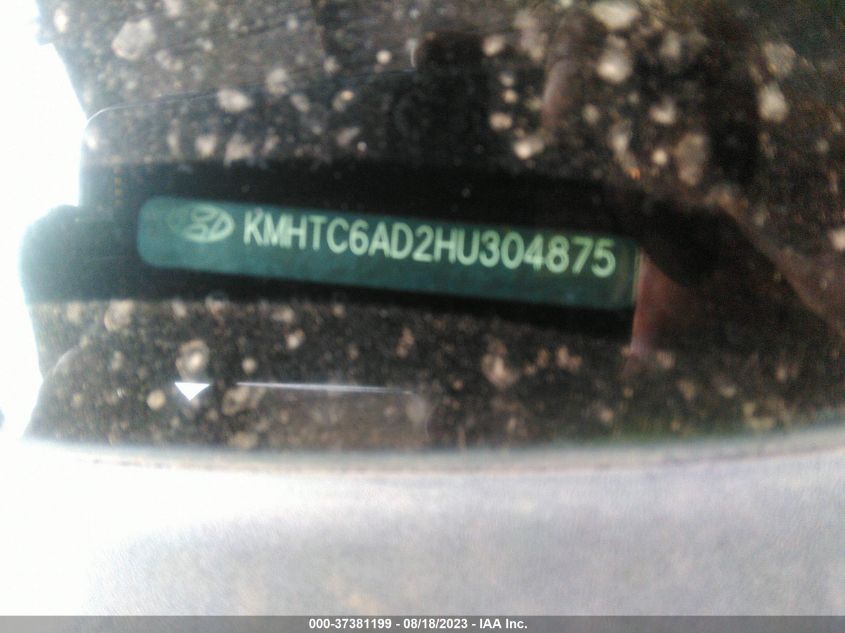 KMHTC6AD2HU304875
000-37381199 - 08/18/2023 - IAA Inc.